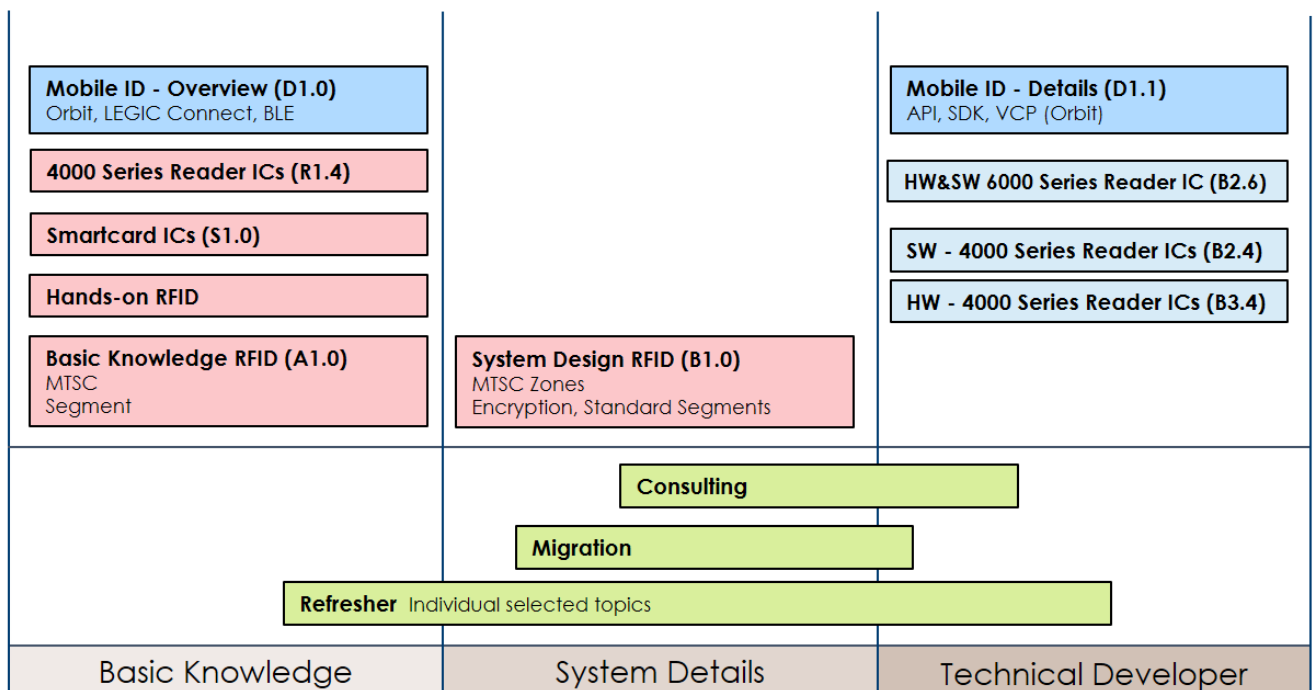 Mobile ID - Overview (D1.0)
Orbit, LEGIC Connect, BLE
4000 Series Reader ICs (R1.4)
Smartcard ICs (S1.0)
Hands-on RFID
Basic Knowledge RFID (A1.0)
MTSC
Segment
System Design RFID (B1.0)
MTSC Zones
Encryption, Standard Segments
Mobile ID - Details (D1.1)
API, SDK, VCP (Orbit)
HW&SW 6000 Series Reader IC (B2.6)
SW - 4000 Series Reader ICs (B2.4)
HW - 4000 Series Reader ICs (B3.4)
Consulting
Migration
Refresher Individual selected topics
Basic Knowledge
System Details
Technical Developer